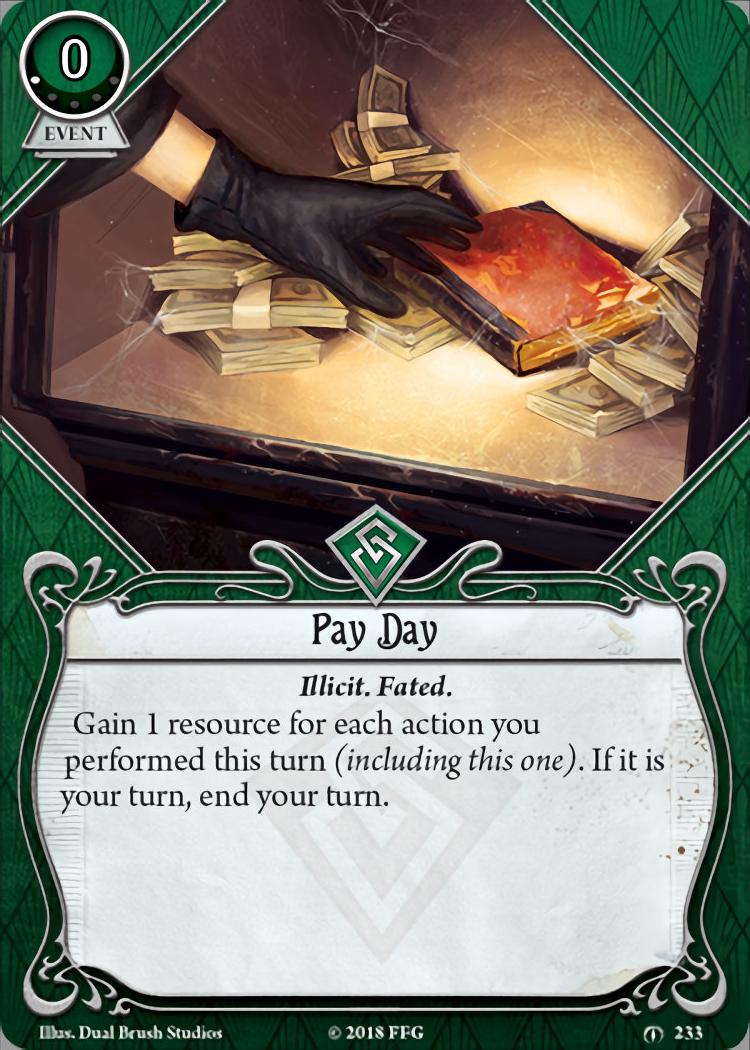 0
EVENT
Pay Day
Illicit. Fated.
Gain 1 resource for each action you
performed this turn (including this one). If it is
your turn, end your turn.
Illus. Dual Brush Studios
© 2018 FFG
233